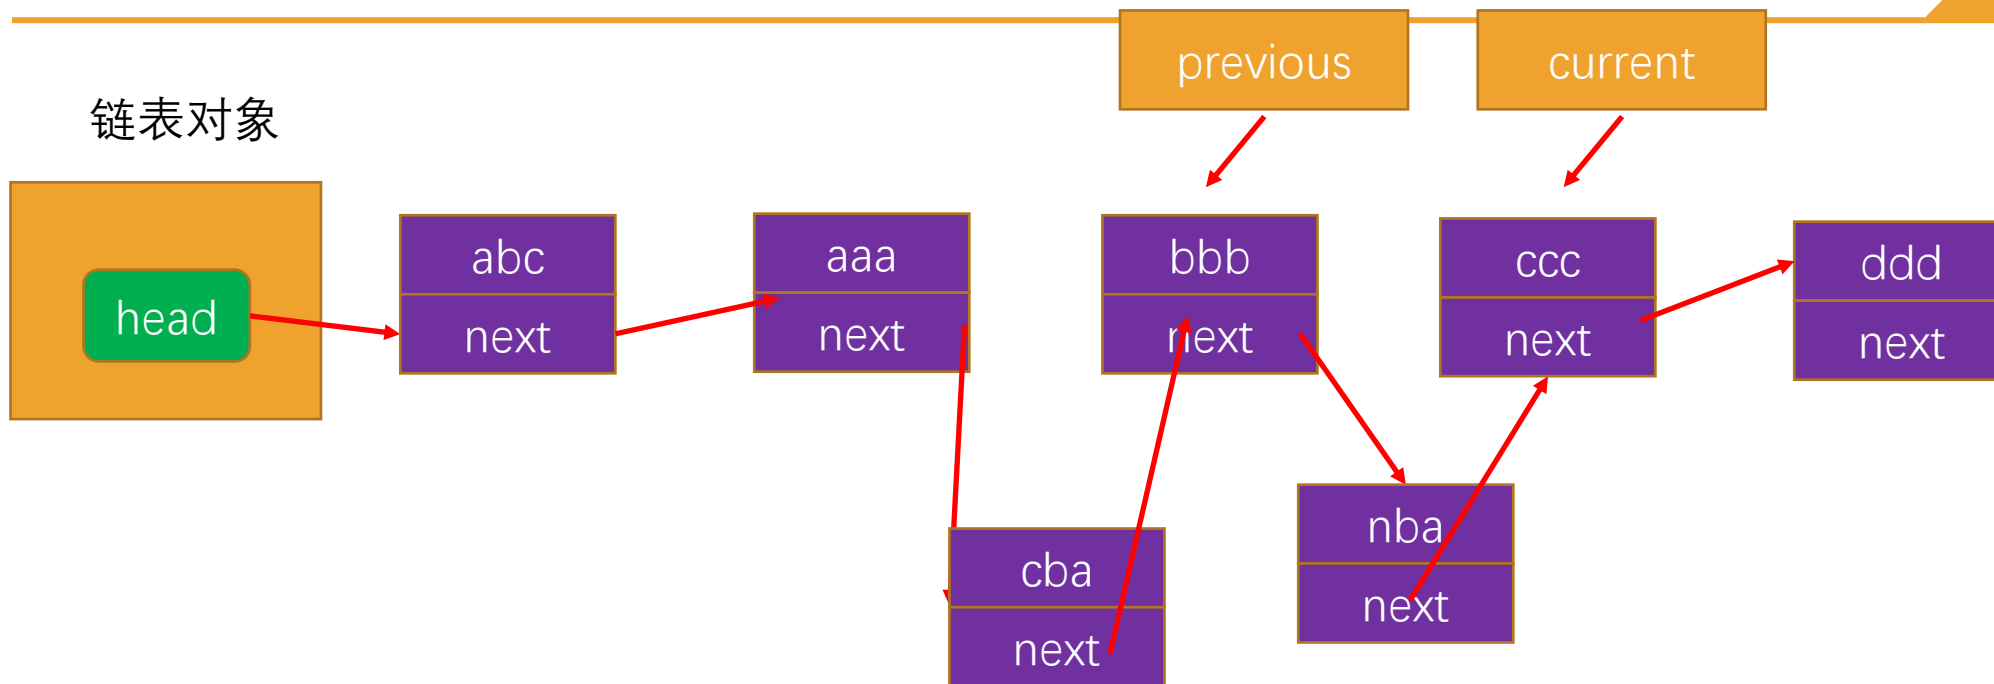 previous
current
链表对象
head
abc
next
aaa
next
bbb
next
ccc
next
ddd
next
cba
next
nba
next